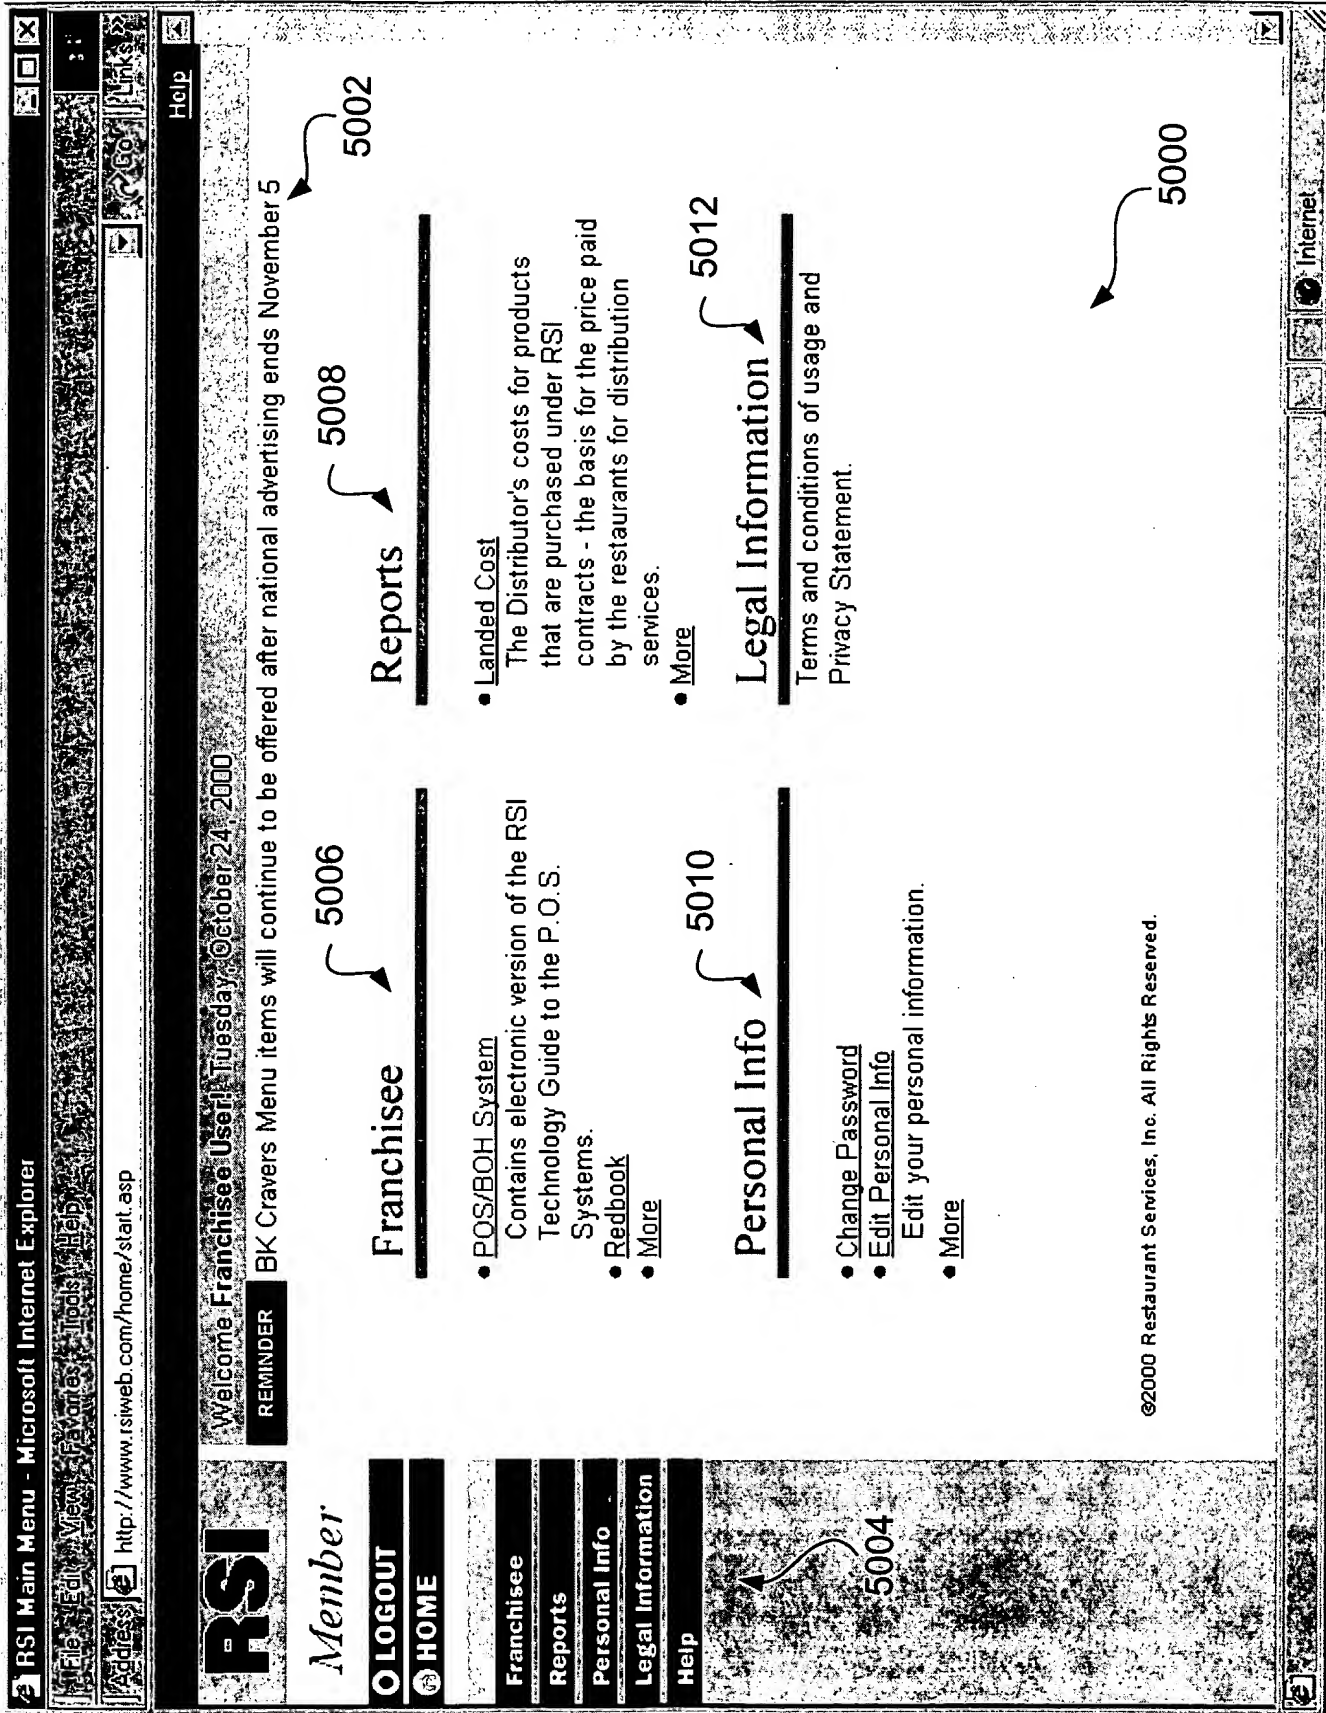 RSI Main Menu - Microsoft Internet Explorer
File Edit View Favorites Tools Help
Address http://www.rsiweb.com/home/start.asp Go Links »
Help
RSI
Welcome Franchisee User! Tuesday, October 24, 2000
REMINDER BK Cravers Menu items will continue to be offered after national advertising ends November 5
5002
Member
LOGOUT
HOME
Franchisee
Reports
Personal Info
Legal Information
Help
5004
5006
Franchisee
• POS/BOH System
Contains electronic version of the RSI
Technology Guide to the P.O.S.
Systems.
• Redbook
• More
5008
Reports
• Landed Cost
The Distributor's costs for products
that are purchased under RSI
contracts - the basis for the price paid
by the restaurants for distribution
services.
• More
5010
Personal Info
• Change Password
• Edit Personal Info
Edit your personal information.
• More
5012
Legal Information
Terms and conditions of usage and
Privacy Statement.
5000
©2000 Restaurant Services, Inc. All Rights Reserved.
Internet